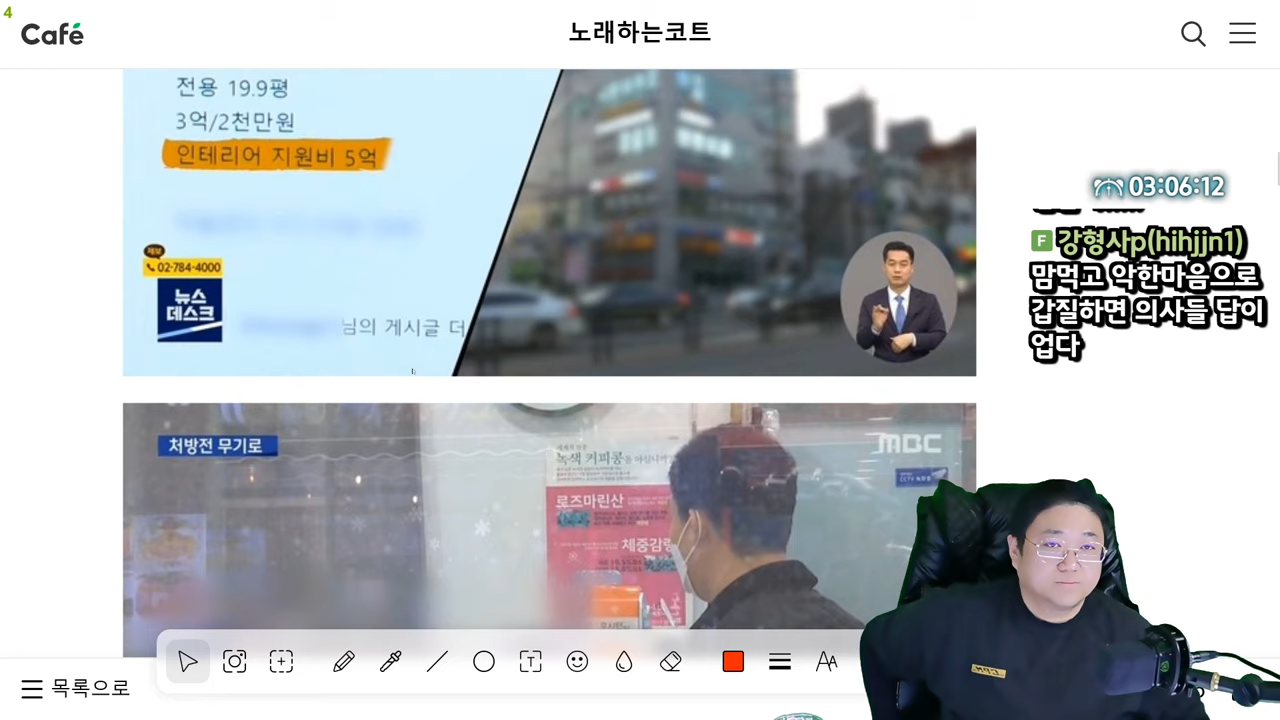 4
Café
노래하는코트
전용 19.9평
3억/2천만원
인테리어 지원비 5억
제보
02-784-4000
뉴스
데스크
님의 게시글 더
03:06:12
F 강형사p(hihjjn1)
맘먹고 악한마음으로
갑질하면 의사들 답이
업다
처방전 무기로
MBC
녹색 커피콩
로즈마린산
체중감량
목록으로
T
AA